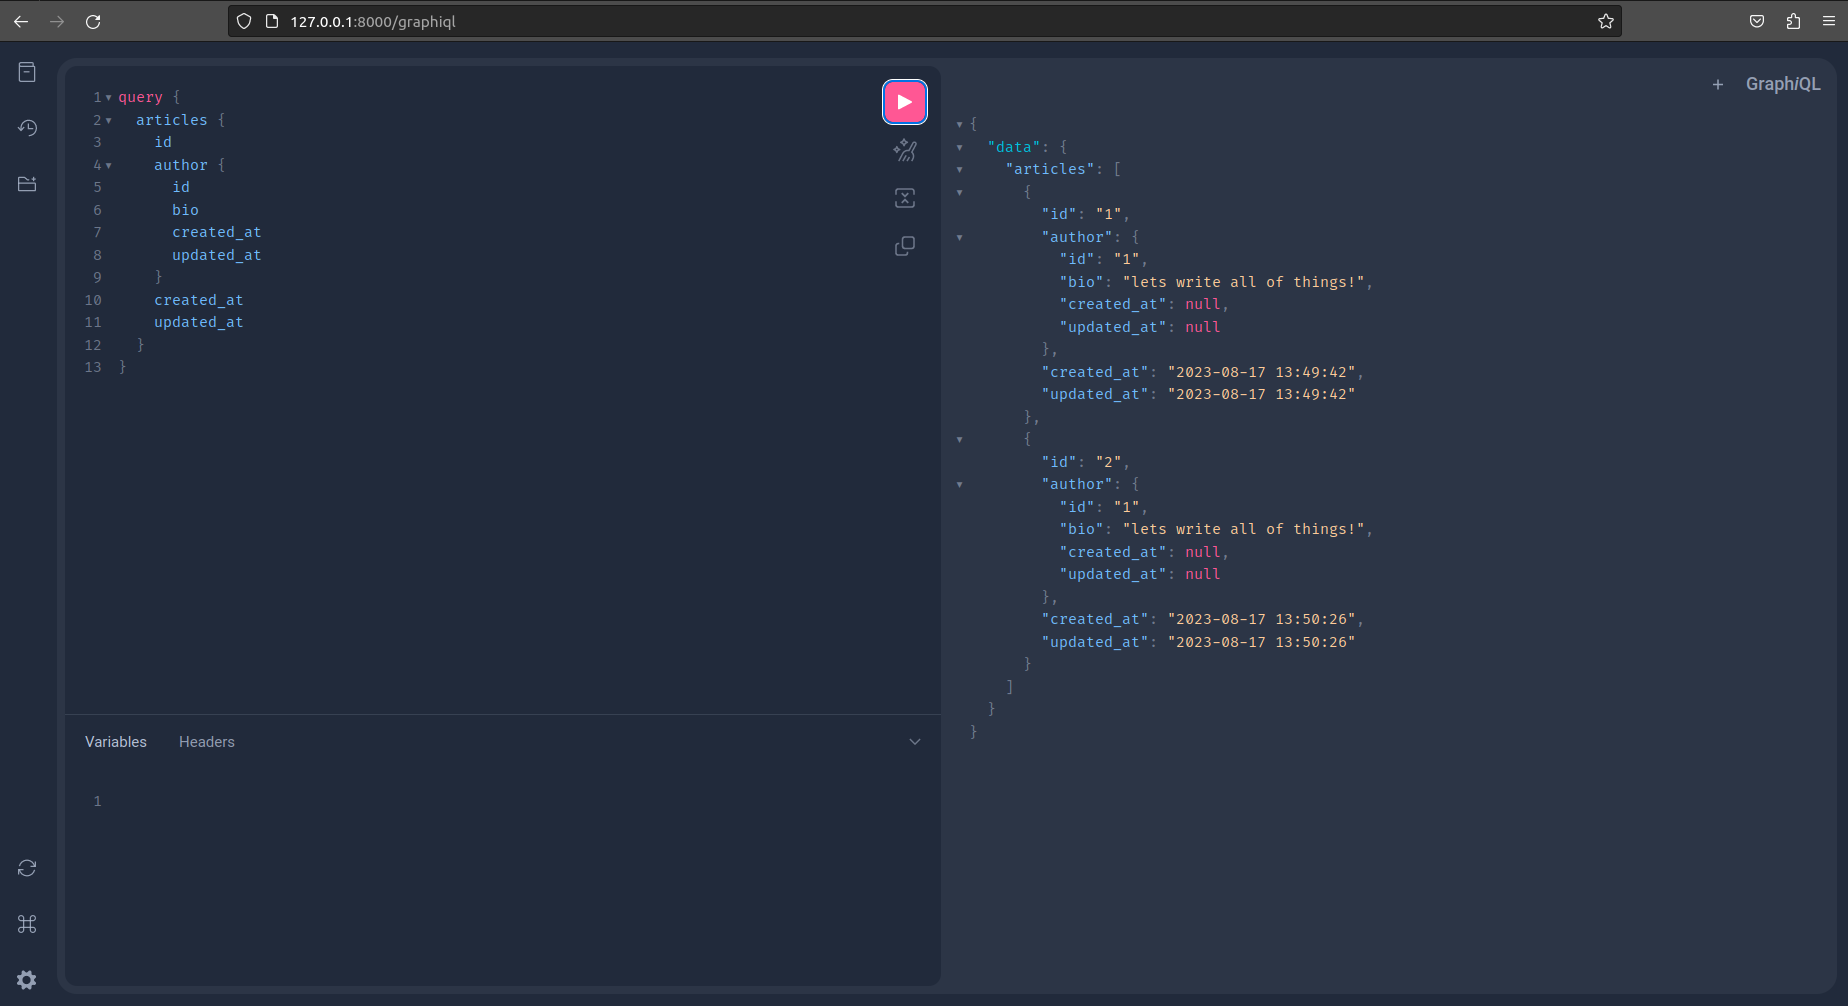 127.0.0.1:8000/graphiql
GraphiQL
1 query {
2 articles {
3 id
4 author {
5 id
6 bio
7 created_at
8 updated_at
9 }
10 created_at
11 updated_at
12 }
13 }
Variables Headers
1
{
"data": {
"articles": [
{
"id": "1",
"author": {
"id": "1",
"bio": "lets write all of things!",
"created_at": null,
"updated_at": null
},
"created_at": "2023-08-17 13:49:42",
"updated_at": "2023-08-17 13:49:42"
},
{
"id": "2",
"author": {
"id": "1",
"bio": "lets write all of things!",
"created_at": null,
"updated_at": null
},
"created_at": "2023-08-17 13:50:26",
"updated_at": "2023-08-17 13:50:26"
}
]
}
}